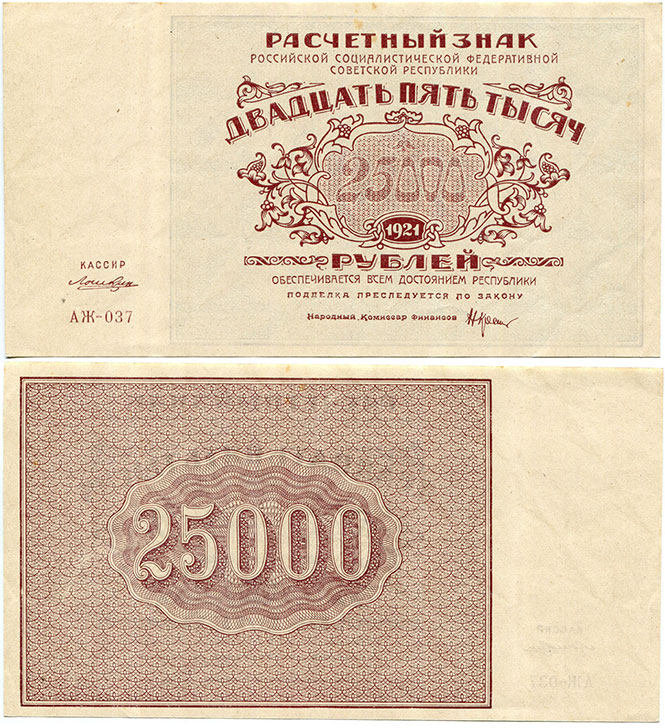 РАСЧЕТНЫЙ ЗНАК
РОССИЙСКОЙ СОЦИАЛИСТИЧЕСКОЙ ФЕДЕРАТИВНОЙ
СОВЕТСКОЙ РЕСПУБЛИКИ
ДВАДЦАТЬ ПЯТЬ ТЫСЯЧ
25000
1921
РУБЛЕЙ
ОБЕСПЕЧИВАЕТСЯ ВСЕМ ДОСТОЯНИЕМ РЕСПУБЛИКИ
ПОДДЕЛКА ПРЕСЛЕДУЕТСЯ ПО ЗАКОНУ
Народный Комиссар Финансов
КАССИР
АЖ-037
25000